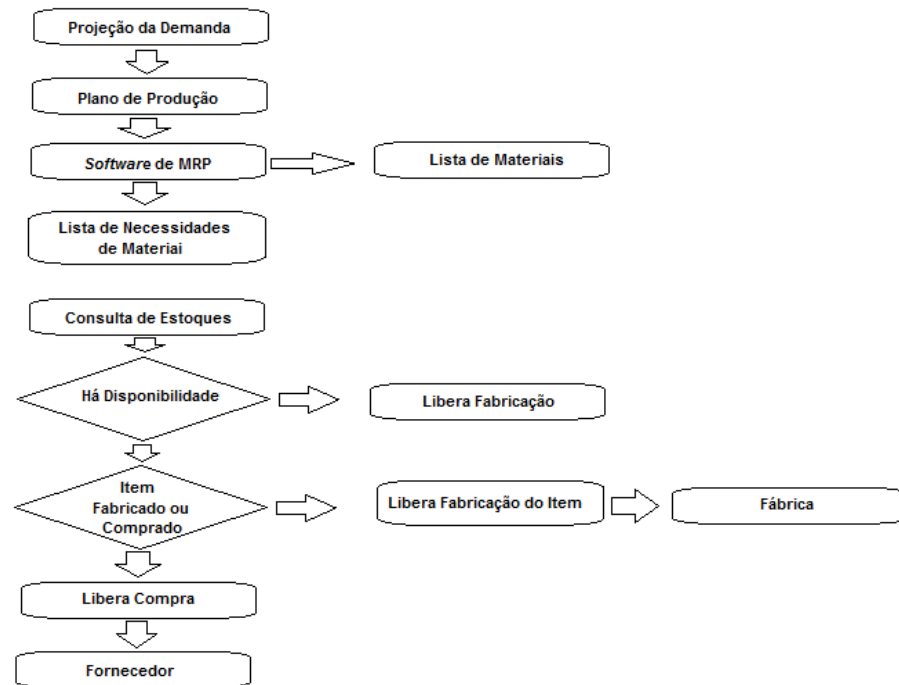 Projeção da Demanda
Plano de Produção
Software de MRP
Lista de Materiais
Lista de Necessidades
de Materiai
Consulta de Estoques
Há Disponibilidade
Libera Fabricação
Item
Fabricado ou
Comprado
Libera Fabricação do Item
Fábrica
Libera Compra
Fornecedor